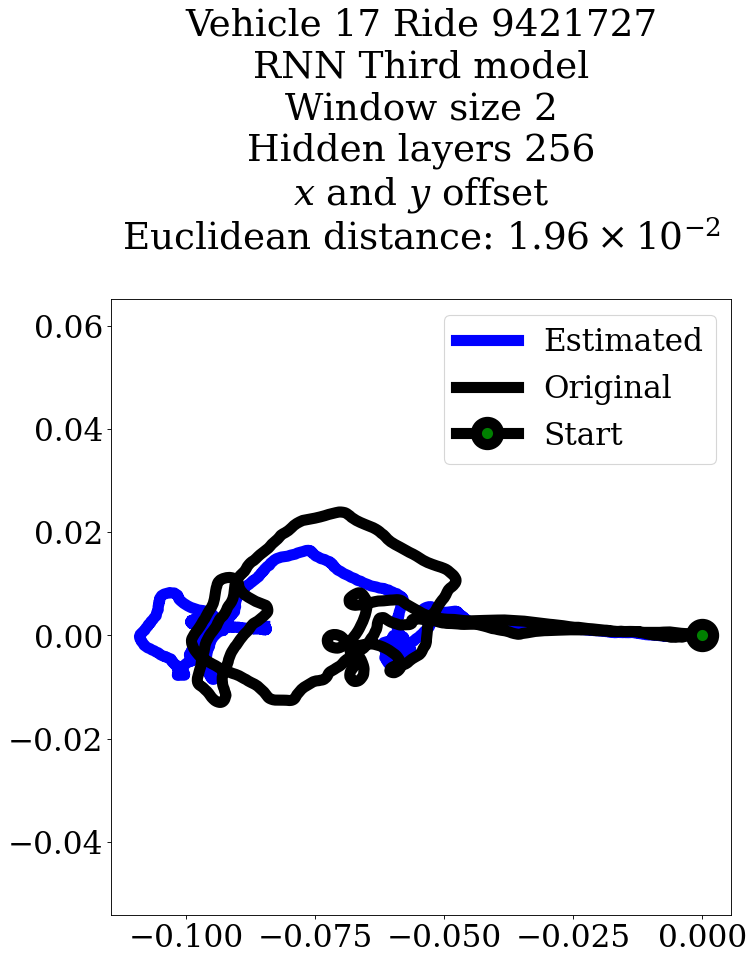 Vehicle 17 Ride 9421727
RNN Third model
Window size 2
Hidden layers 256
x and y offset
Euclidean distance: 1.96 × 10⁻²
Estimated
Original
Start
0.06
0.04
0.02
0.00
−0.02
−0.04
−0.100 −0.075 −0.050 −0.025 0.000